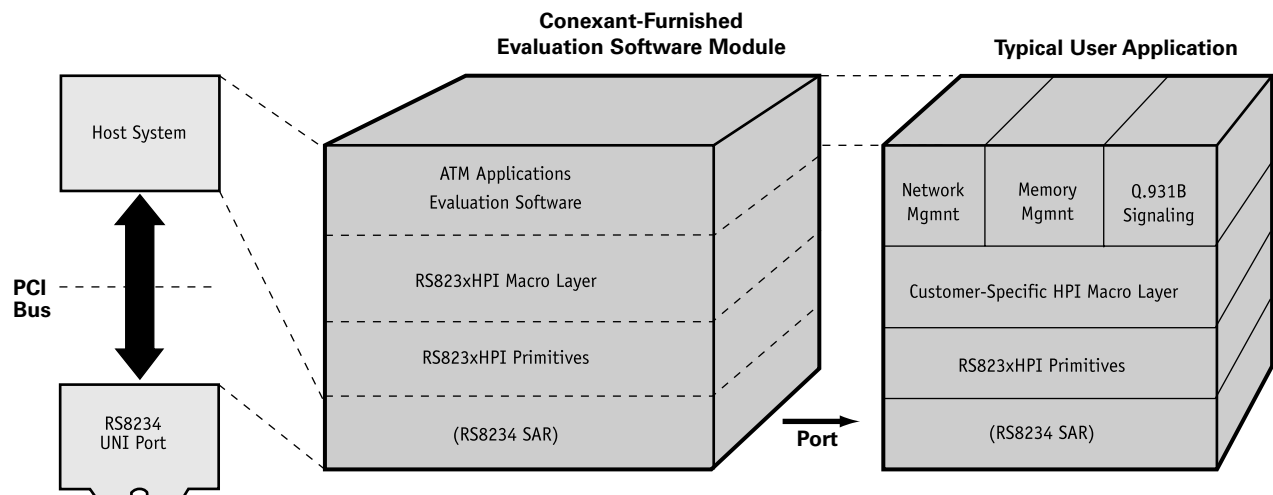 Conexant-Furnished
Evaluation Software Module
Typical User Application
Host System
PCI
Bus
RS8234
UNI Port
ATM Applications
Evaluation Software
RS823xHPI Macro Layer
RS823xHPI Primitives
(RS8234 SAR)
Port
Network
Mgmnt
Memory
Mgmnt
Q.931B
Signaling
Customer-Specific HPI Macro Layer
RS823xHPI Primitives
(RS8234 SAR)